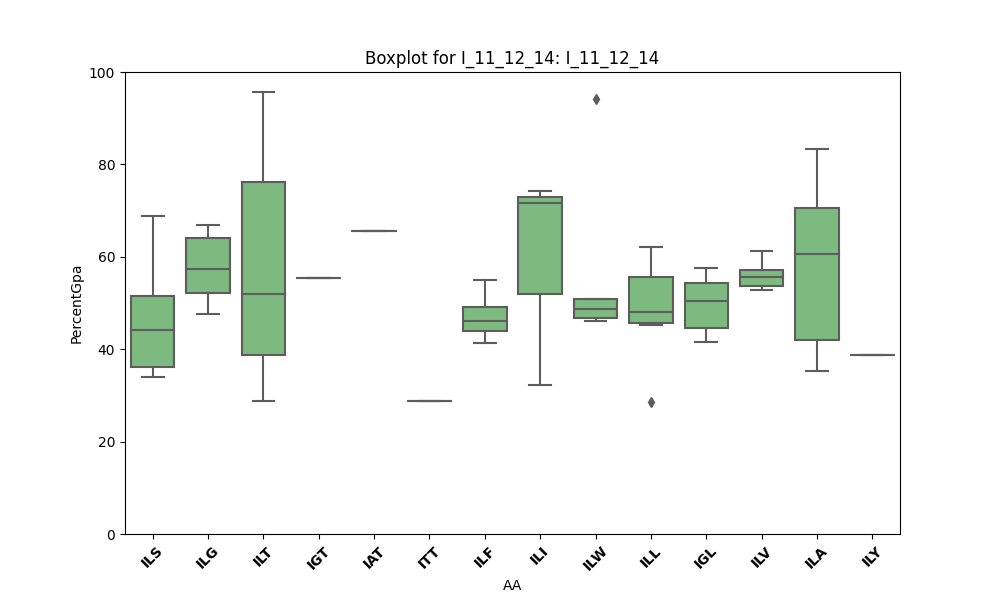 Boxplot for I_11_12_14: I_11_12_14
PercentGpa
100
80
60
40
20
0
ILS
ILG
ILT
IGT
IAT
ITT
ILF
ILI
ILW
ILL
IGL
ILV
ILA
ILY
AA